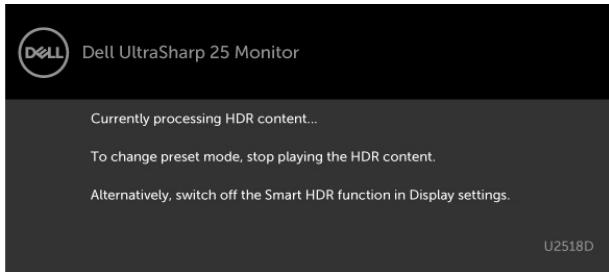 DELL Dell UltraSharp 25 Monitor
Currently processing HDR content...
To change preset mode, stop playing the HDR content.
Alternatively, switch off the Smart HDR function in Display settings.
U2518D